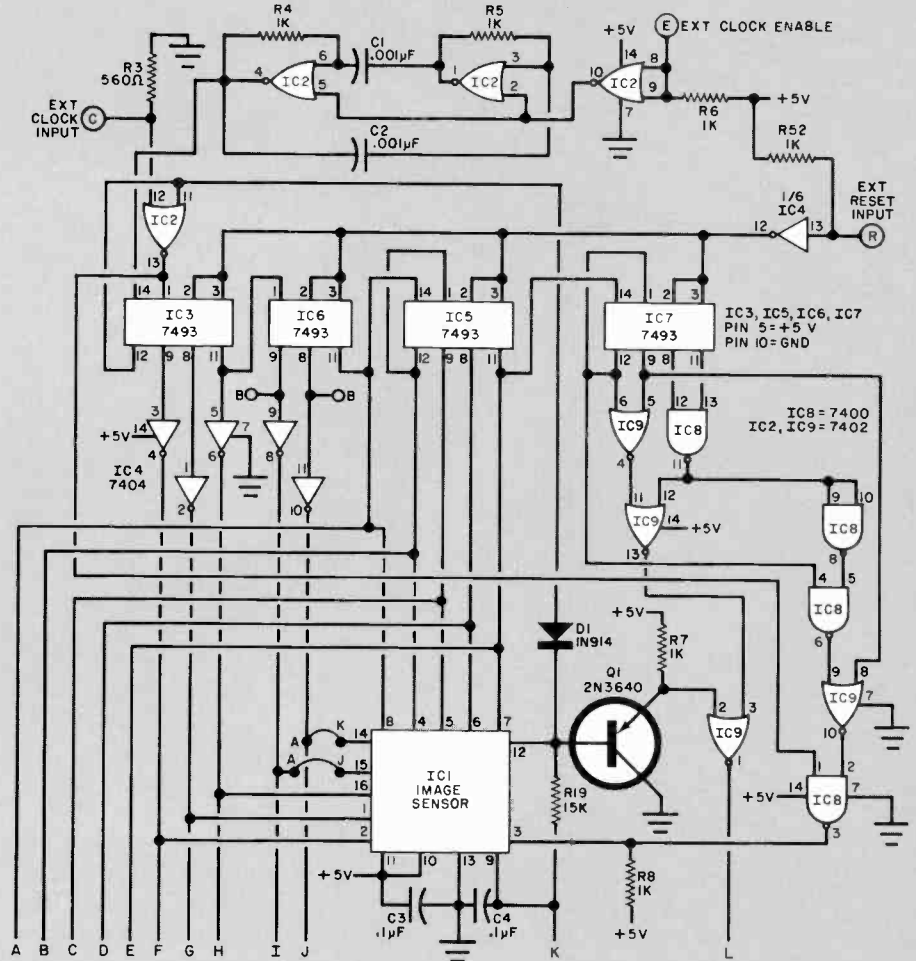 R4
1K
R5
1K
E EXT CLOCK ENABLE
R3
560Ω
C1
.001µF
+5V
14
6
3
8
4
IC2
5
1
IC2
2
10
IC2
9
7
EXT
CLOCK
INPUT
C
C2
.001µF
R6
1K
+5V
R52
1K
12
11
IC2
13
1/6
IC4
12
13
EXT
RESET
INPUT
R
14
1
2
3
IC3
7493
12
9
8
11
1
2
3
IC6
7493
9
8
11
14
1
2
3
IC5
7493
12
9
8
11
14
1
2
3
IC7
7493
12
9
8
11
IC3, IC5, IC6, IC7
PIN 5=+5 V
PIN 10=GND
IC8 = 7400
IC2, IC9 = 7402
B
B
3
+5V
14
4
IC4
7404
1
2
5
7
6
9
8
11
10
6
5
IC9
4
12
13
IC8
11
11
12
IC9
14
+5V
13
9
10
IC8
8
4
5
IC8
6
9
8
IC9
7
10
1
2
IC8
+5V
14
7
3
D1
1N914
+5V
R7
1K
Q1
2N3640
2
3
IC9
1
A
K
A
J
8
4
5
6
7
14
15
16
1
2
12
3
IC1
IMAGE
SENSOR
11
10
13
9
R19
15K
+5V
C3
.1µF
C4
.1µF
R8
1K
+5V
A B C D E F G H I J K L